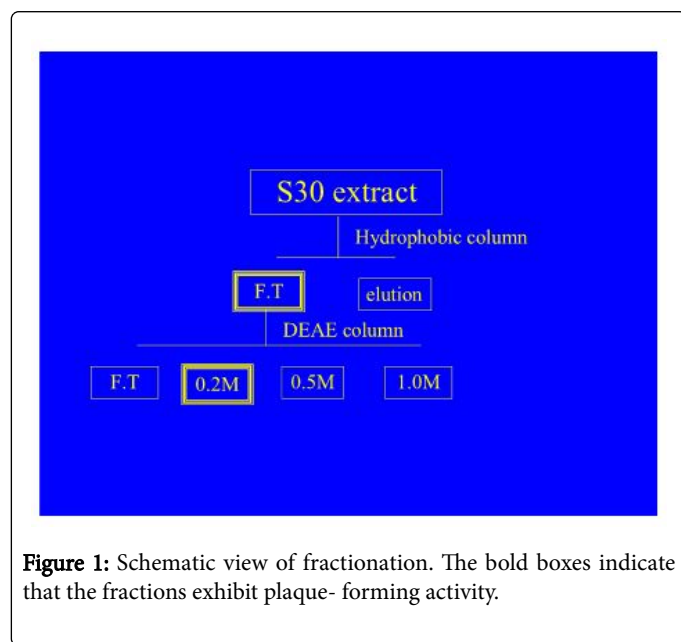 S30 extract
Hydrophobic column
F.T
elution
DEAE column
F.T
0.2M
0.5M
1.0M
Figure 1: Schematic view of fractionation. The bold boxes indicate
that the fractions exhibit plaque- forming activity.